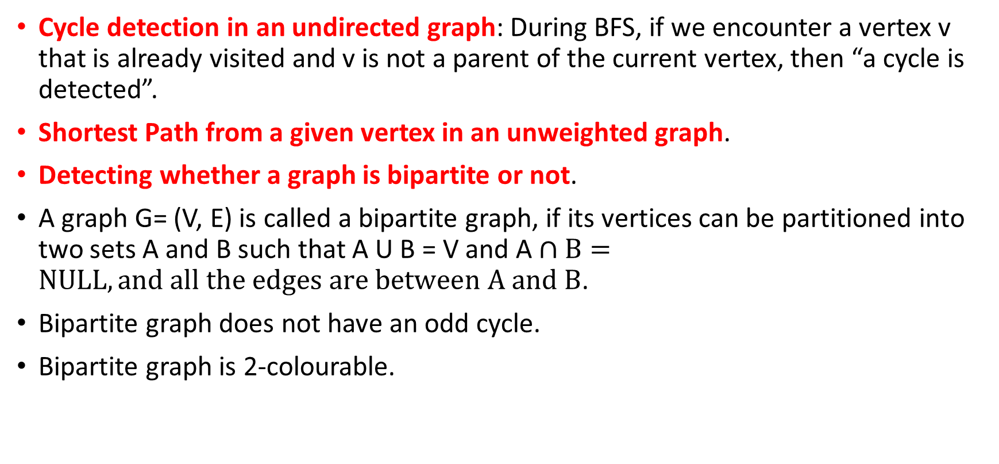 • Cycle detection in an undirected graph: During BFS, if we encounter a vertex v
that is already visited and v is not a parent of the current vertex, then “a cycle is
detected”.
• Shortest Path from a given vertex in an unweighted graph.
• Detecting whether a graph is bipartite or not.
• A graph G= (V, E) is called a bipartite graph, if its vertices can be partitioned into
two sets A and B such that A U B = V and A ∩ B =
NULL, and all the edges are between A and B.
• Bipartite graph does not have an odd cycle.
• Bipartite graph is 2-colourable.